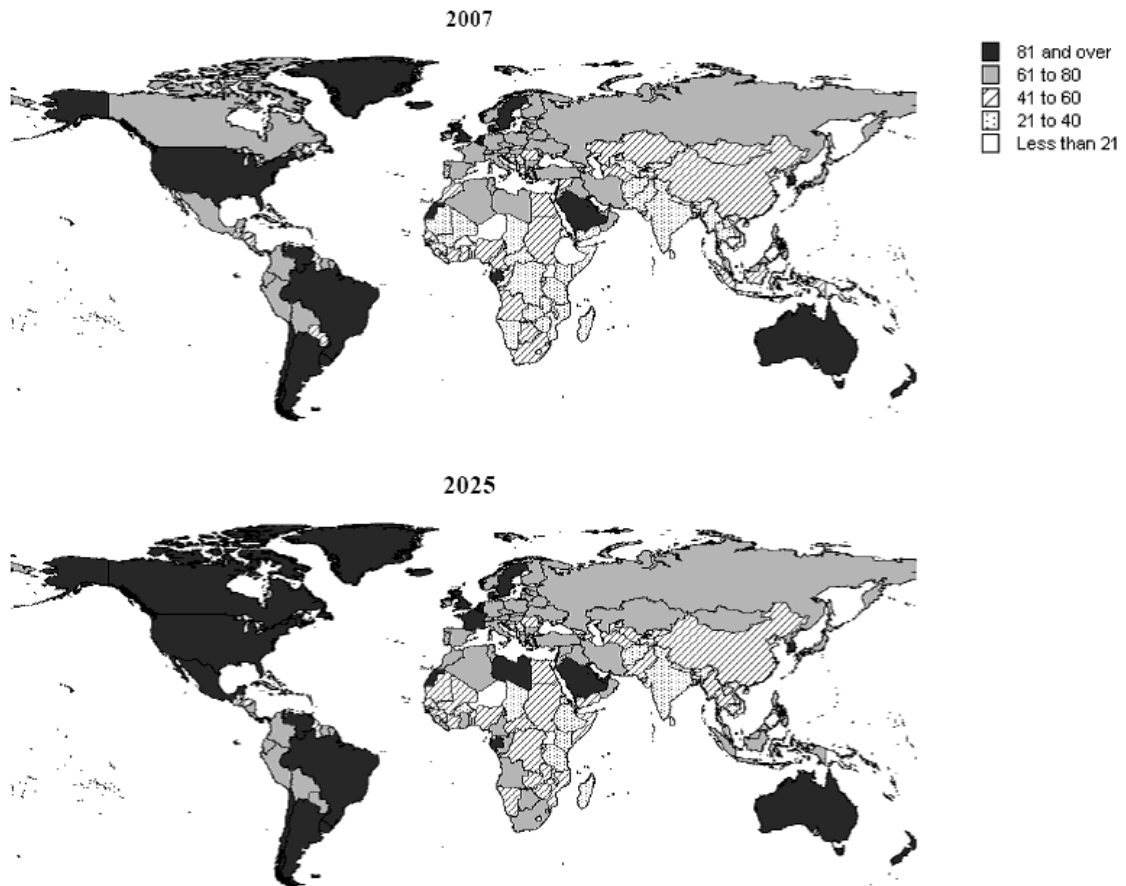 2007
81 and over
61 to 80
41 to 60
21 to 40
Less than 21
2025